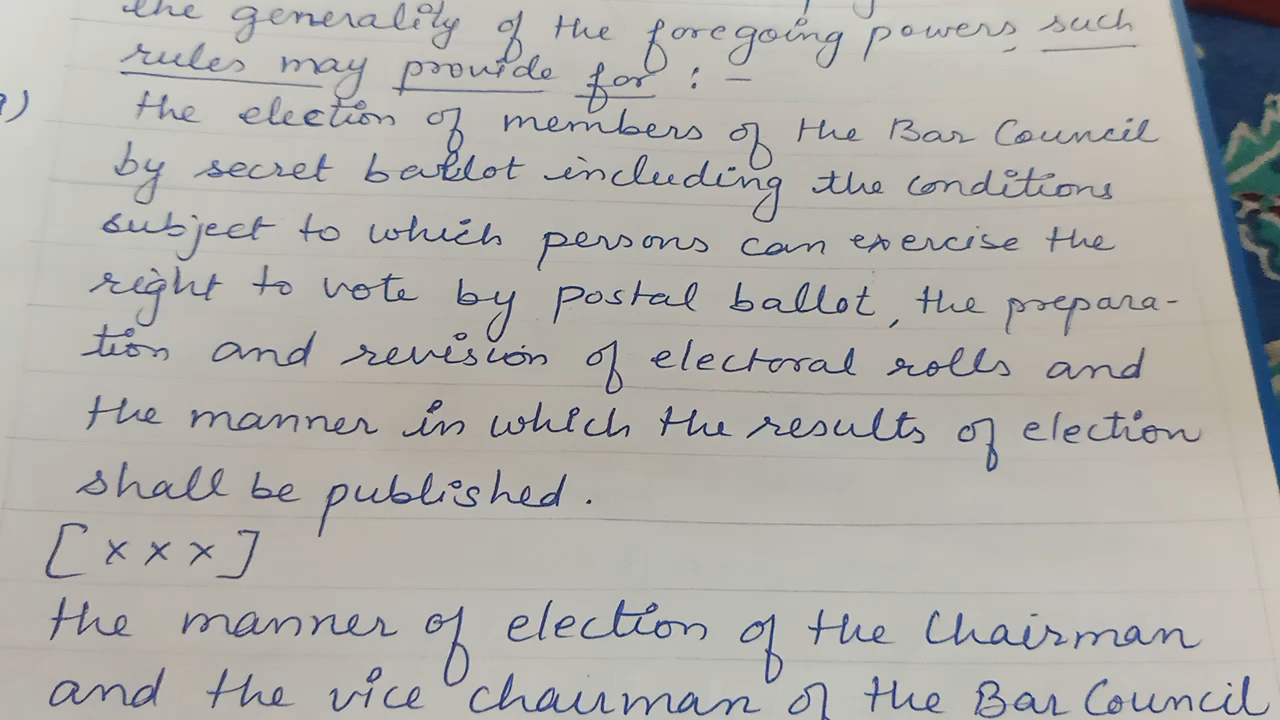 the generality of the foregoing powers, such
rules may provide for : -
the election of members of the Bar Council
by secret ballot including the conditions
subject to which persons can exercise the
right to vote by postal ballot, the prepara-
tion and revision of electoral rolls and
the manner in which the results of election
shall be published.
[ x x x ]
the manner of election of the Chairman
and the vice chairman of the Bar Council